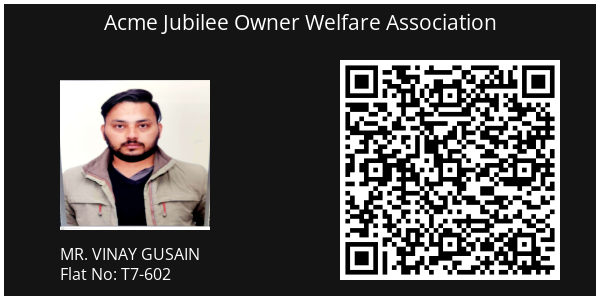 Acme Jubilee Owner Welfare Association
MR. VINAY GUSAIN
Flat No: T7-602